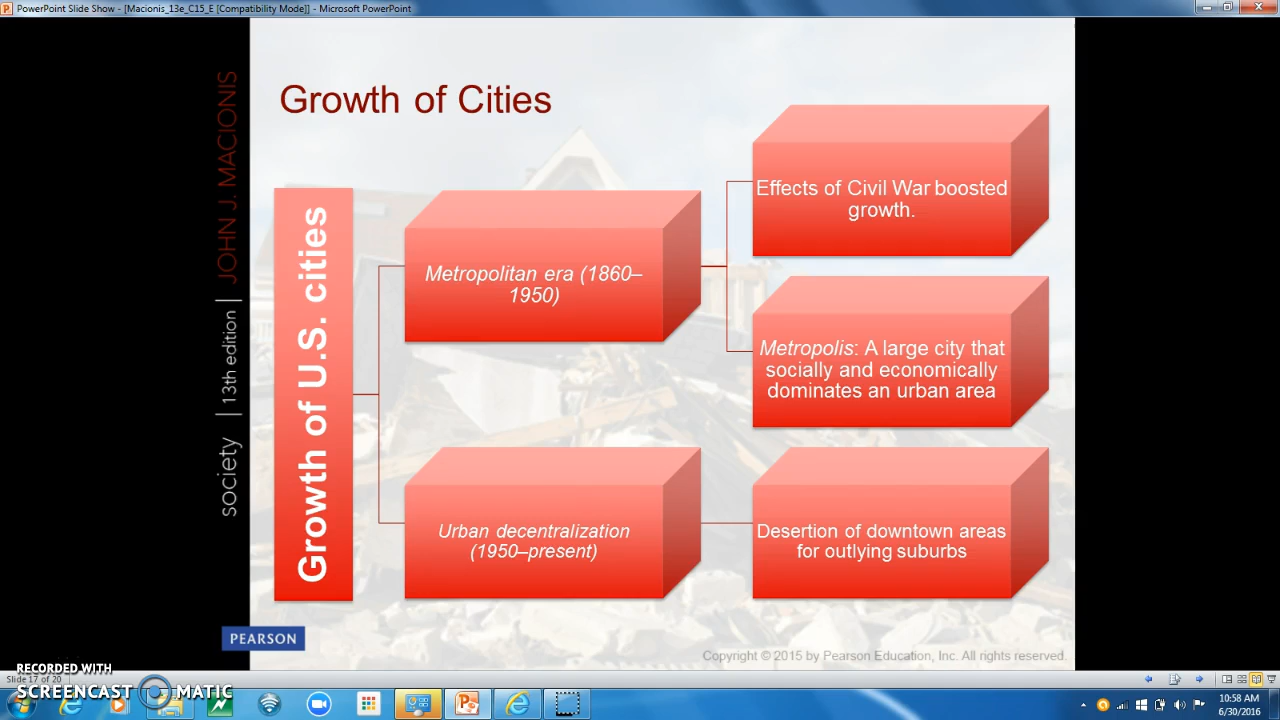 PowerPoint Slide Show - [Macionis_13e_C15_E [Compatibility Mode]] - Microsoft PowerPoint
Growth of Cities
JOHN J. MACIONIS
13th edition
society
Growth of U.S. cities
Metropolitan era (1860–
1950)
Effects of Civil War boosted
growth.
Metropolis: A large city that
socially and economically
dominates an urban area
Urban decentralization
(1950–present)
Desertion of downtown areas
for outlying suburbs
PEARSON
Copyright © 2015 by Pearson Education, Inc. All rights reserved.
RECORDED WITH
SCREENCAST MATIC
Slide 17 of 20
10:58 AM
6/30/2016